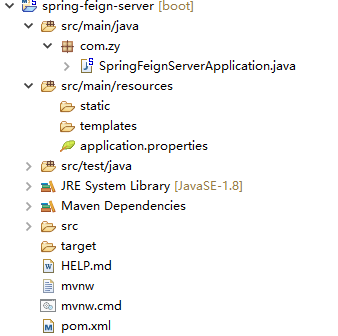 spring-feign-server [boot]
src/main/java
com.zy
SpringFeignServerApplication.java
src/main/resources
static
templates
application.properties
src/test/java
JRE System Library [JavaSE-1.8]
Maven Dependencies
src
target
HELP.md
mvnw
mvnw.cmd
pom.xml